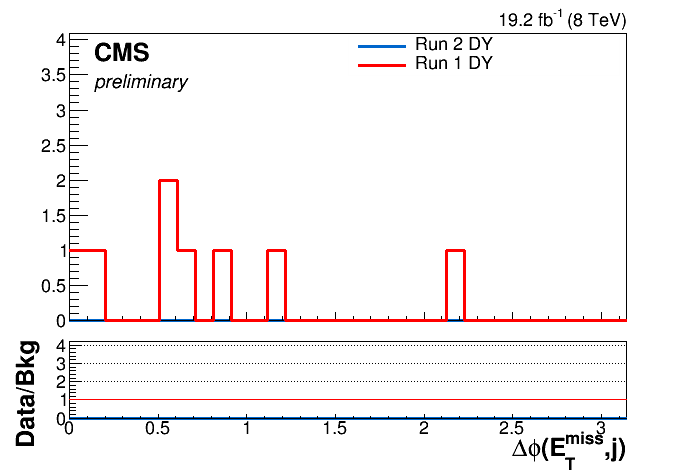 19.2 fb⁻¹ (8 TeV)
CMS
preliminary
Run 2 DY
Run 1 DY
4
3.5
3
2.5
2
1.5
1
0.5
0
Data/Bkg
4
3
2
1
0
0 0.5 1 1.5 2 2.5 3
Δϕ(E_T^miss,j)